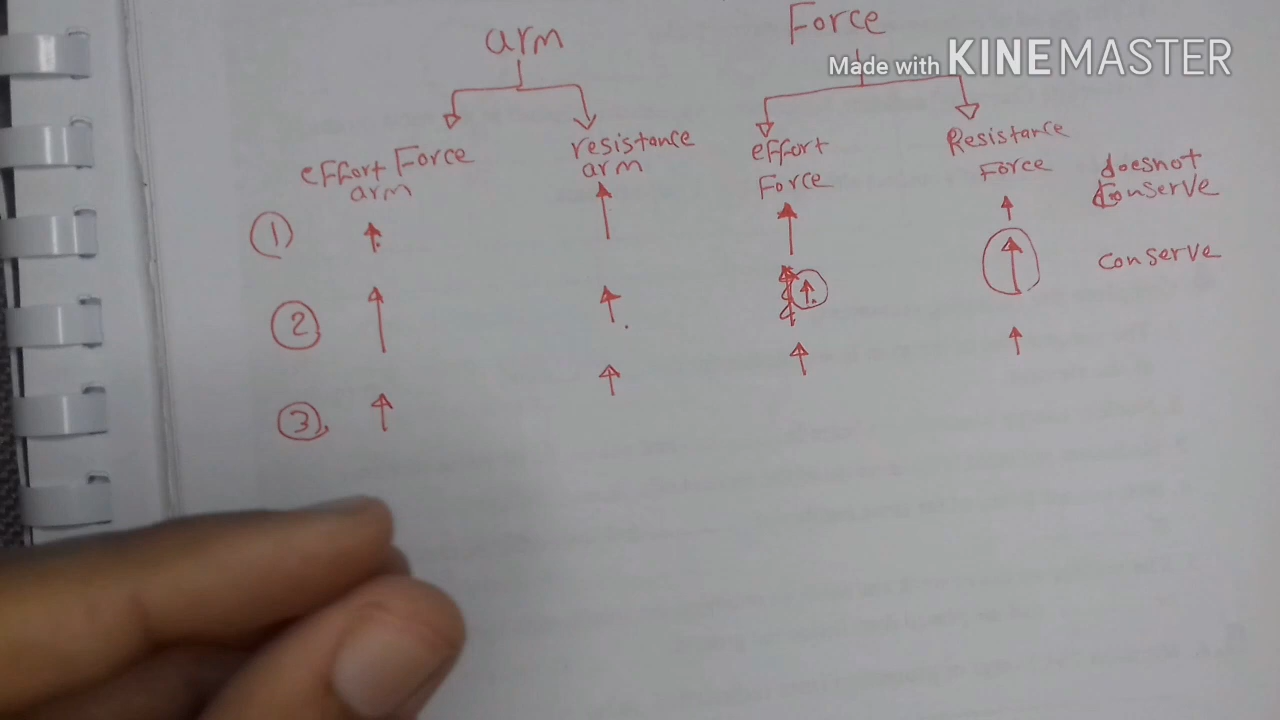 arm
Force
Made with KINEMASTER
effort Force
arm
resistance
arm
effort
Force
Resistance
Force
doesnot
Conserve
1
conserve
2
3